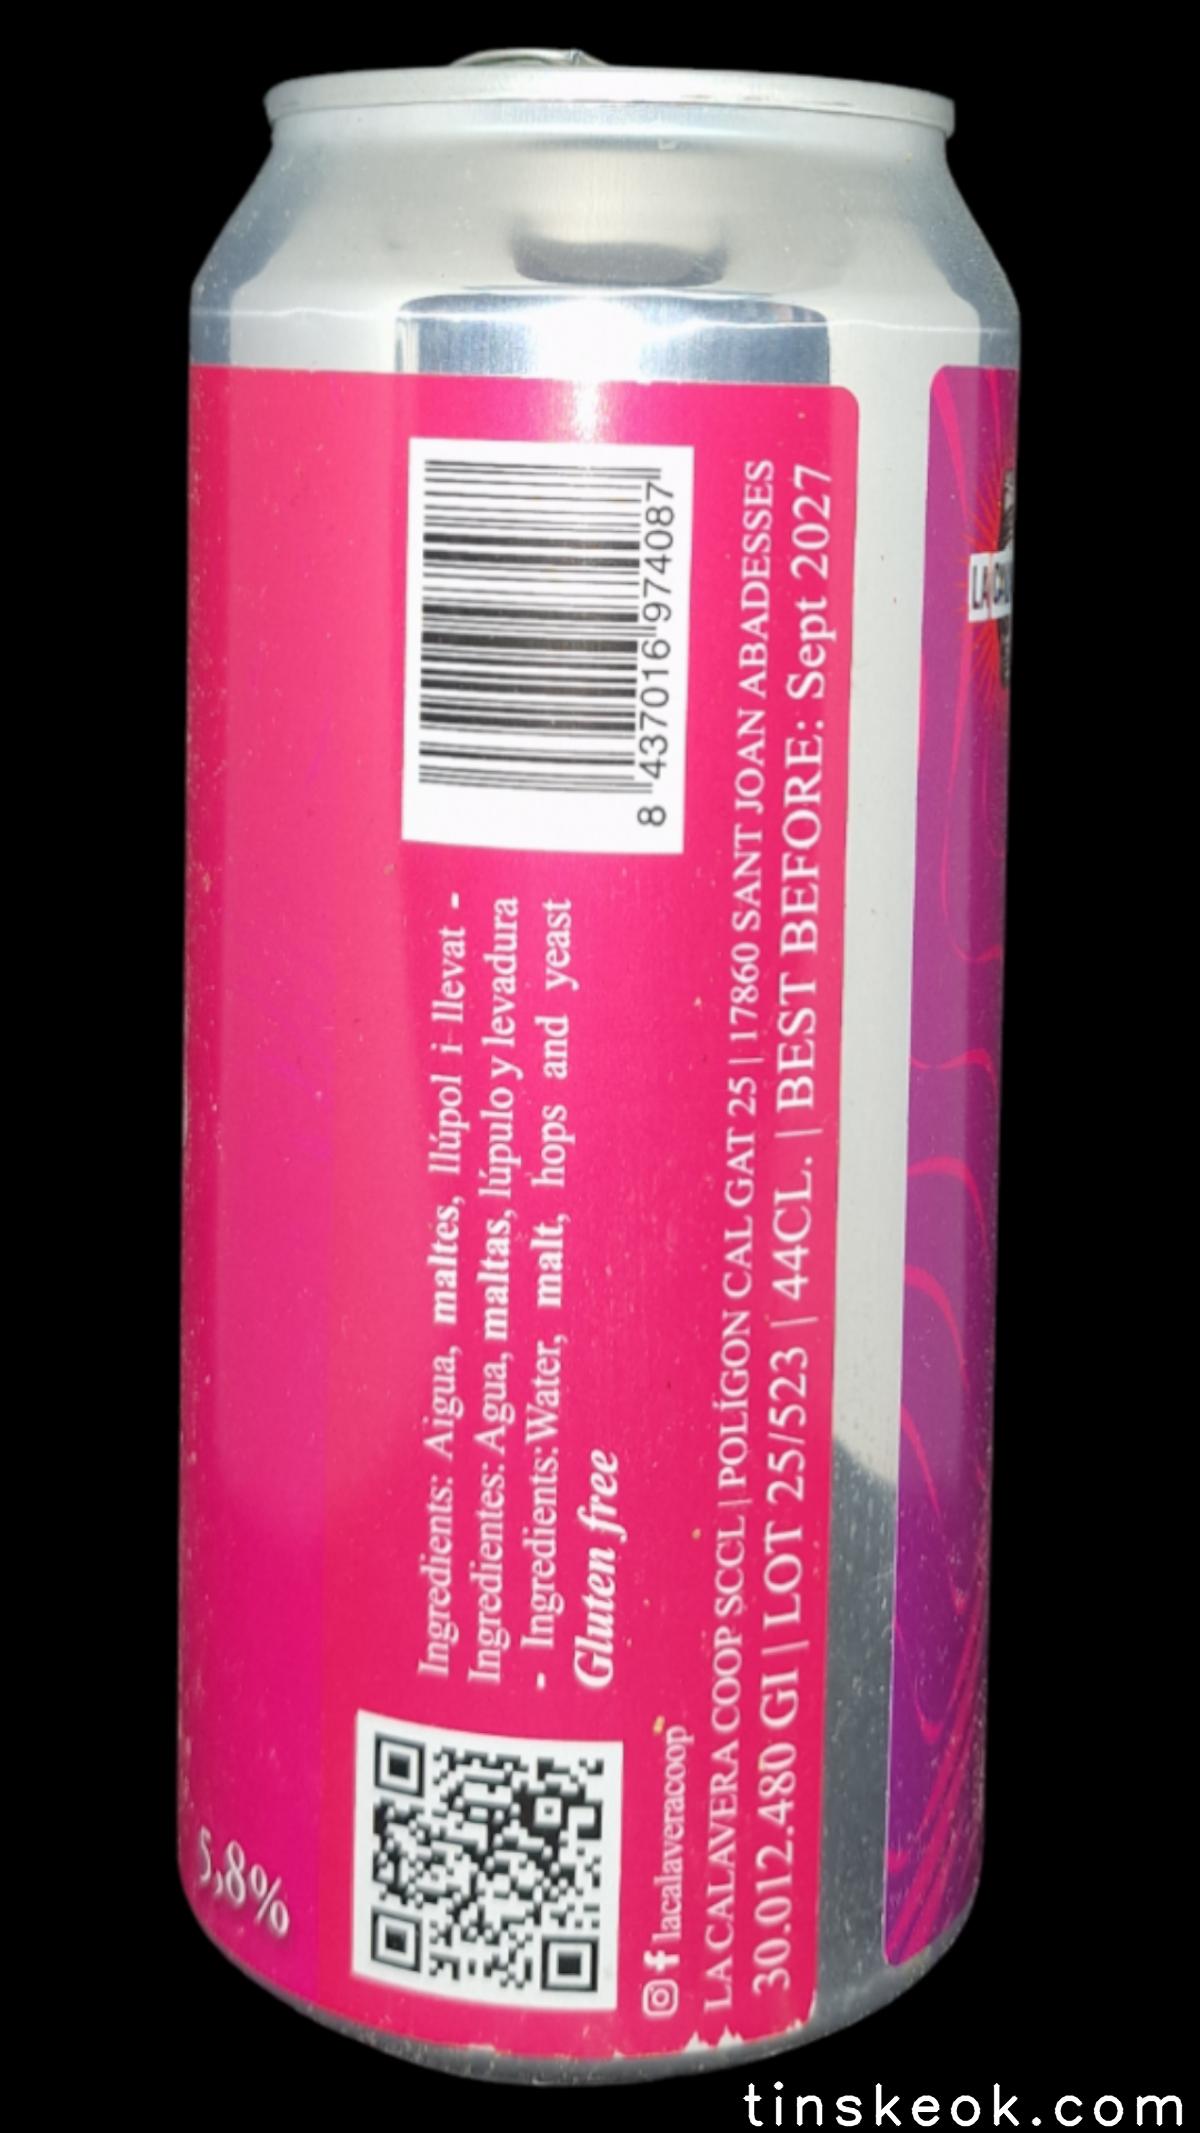 Ingredients: Aigua, maltes, llúpol i llevat -
Ingredientes: Agua, maltas, lúpulo y levadura
- Ingredients:Water, malt, hops and yeast
Gluten free
8 437016 974087
lacalaveracoop
LA CALAVERA COOP SCCL | POLÍGON CAL GAT 25 | 17860 SANT JOAN ABADESSES
30.012.480 GI | LOT 25/523 | 44CL. | BEST BEFORE: Sept 2027
5,8%
LA
tinskeok.com